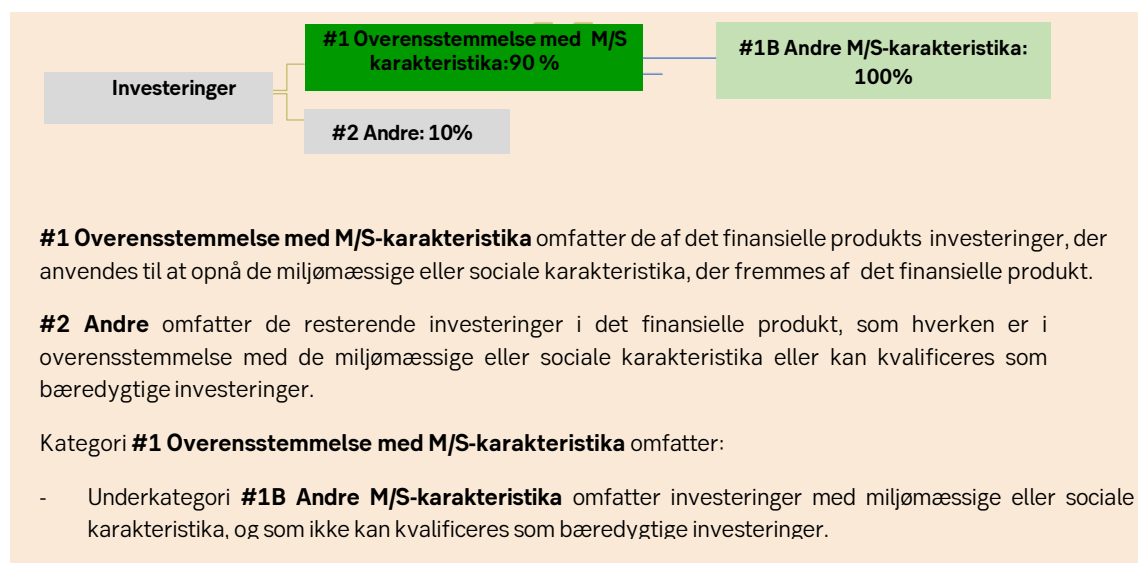 #1 Overensstemmelse med M/S
karakteristika:90 %
#1B Andre M/S-karakteristika:
100%
Investeringer
#2 Andre: 10%
#1 Overensstemmelse med M/S-karakteristika omfatter de af det finansielle produkts investeringer, der
anvendes til at opnå de miljømæssige eller sociale karakteristika, der fremmes af det finansielle produkt.
#2 Andre omfatter de resterende investeringer i det finansielle produkt, som hverken er i
overensstemmelse med de miljømæssige eller sociale karakteristika eller kan kvalificeres som
bæredygtige investeringer.
Kategori #1 Overensstemmelse med M/S-karakteristika omfatter:
- Underkategori #1B Andre M/S-karakteristika omfatter investeringer med miljømæssige eller sociale
karakteristika, og som ikke kan kvalificeres som bæredygtige investeringer.